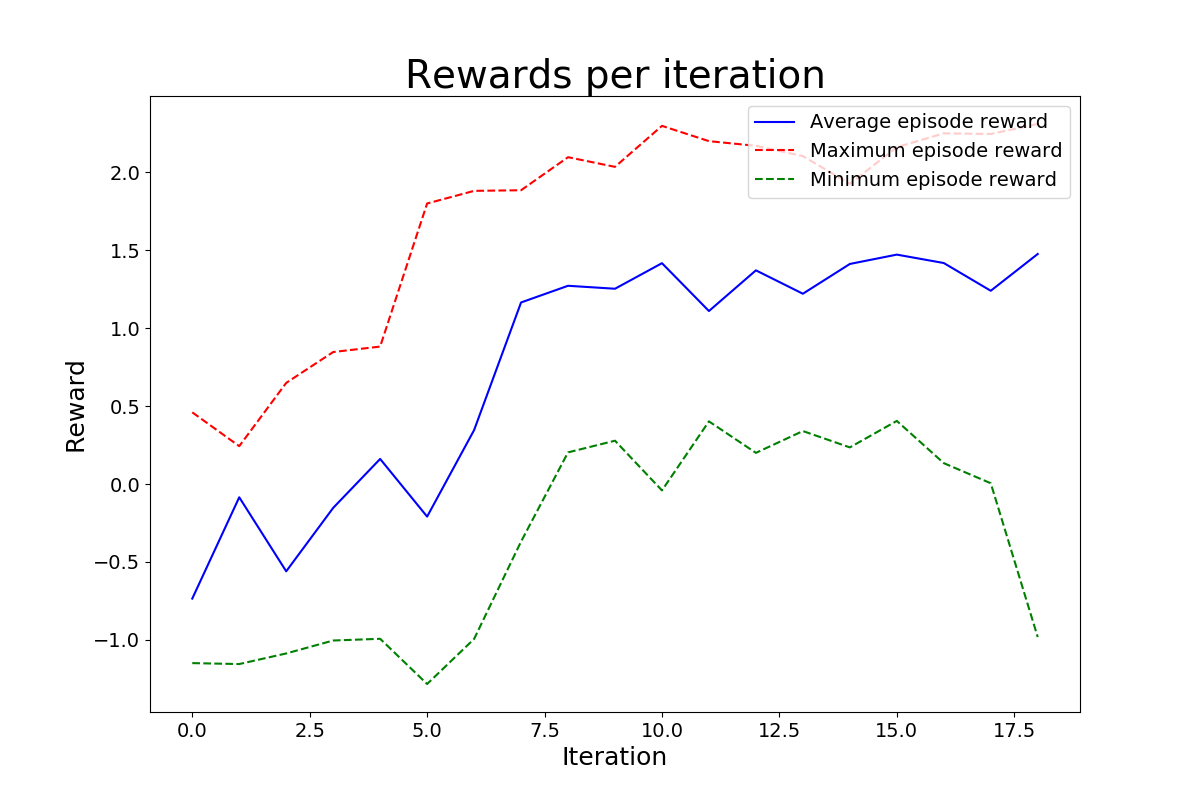 Rewards per iteration
Average episode reward
Maximum episode reward
Minimum episode reward
Reward
2.0
1.5
1.0
0.5
0.0
−0.5
−1.0
0.0 2.5 5.0 7.5 10.0 12.5 15.0 17.5
Iteration